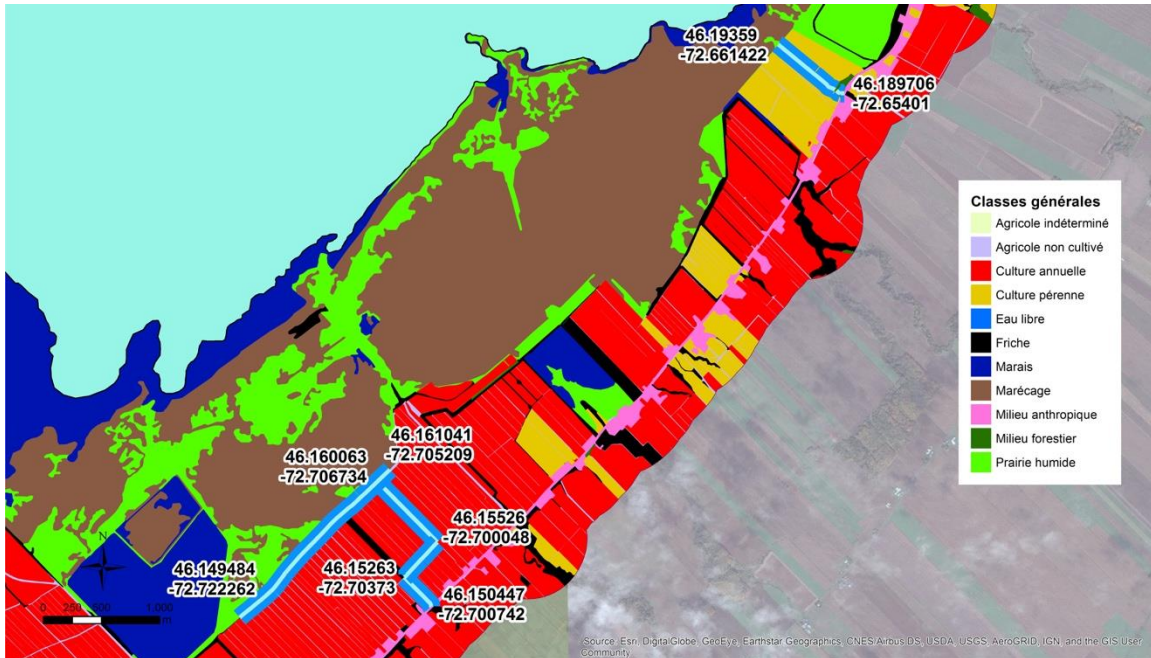 46.19359
-72.661422
46.189706
-72.65401
Classes générales
Agricole indéterminé
Agricole non cultivé
Culture annuelle
Culture pérenne
Eau libre
Friche
Marais
Marécage
Milieu anthropique
Milieu forestier
Prairie humide
46.161041
-72.705209
46.160063
-72.706734
46.15526
-72.700048
46.149484
-72.722262
46.15263
-72.70373
46.150447
-72.700742
N
0 250 500 1 000
m
Source: Esri, DigitalGlobe, GeoEye, Earthstar Geographics, CNES/Airbus DS, USDA, USGS, AeroGRID, IGN, and the GIS User
Community